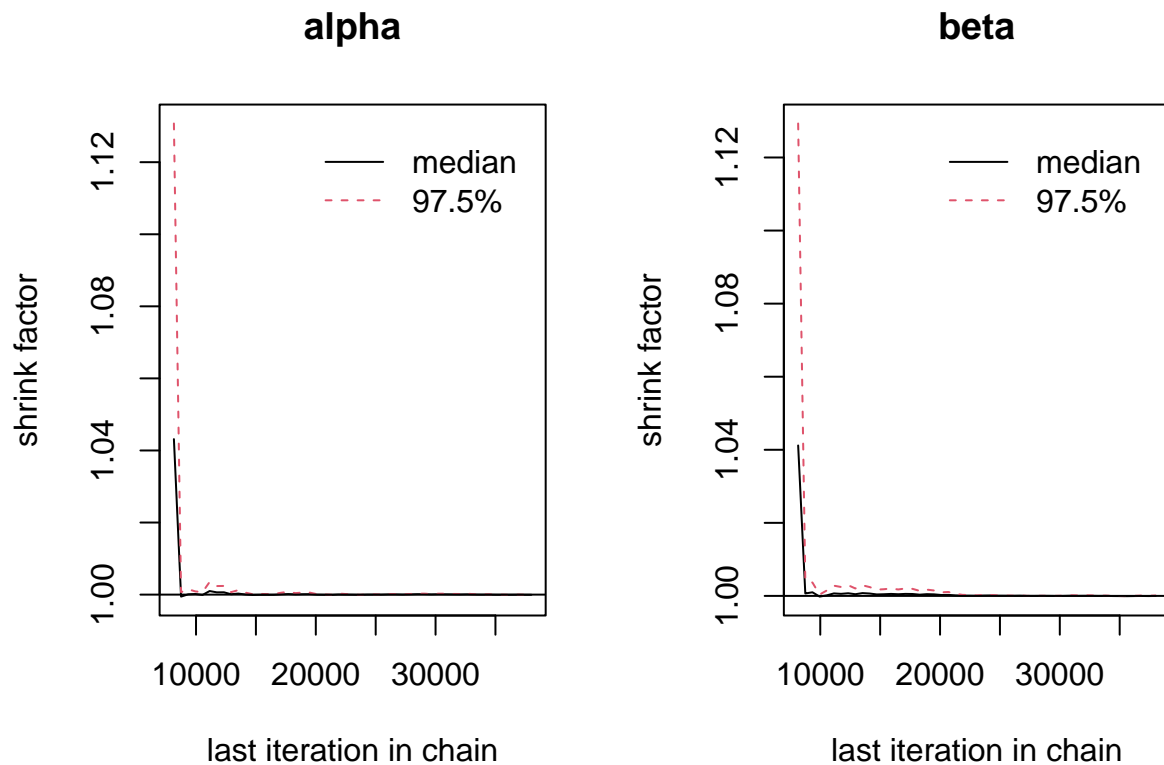 alpha
shrink factor
1.00
1.04
1.08
1.12
median
97.5%
10000
20000
30000
last iteration in chain
beta
shrink factor
1.00
1.04
1.08
1.12
median
97.5%
10000
20000
30000
last iteration in chain